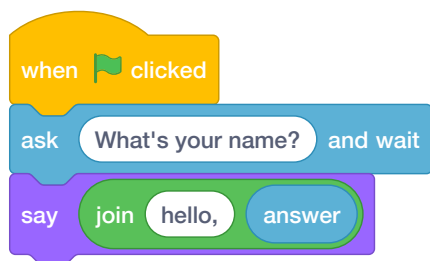 when clicked
ask What's your name? and wait
say join hello, answer